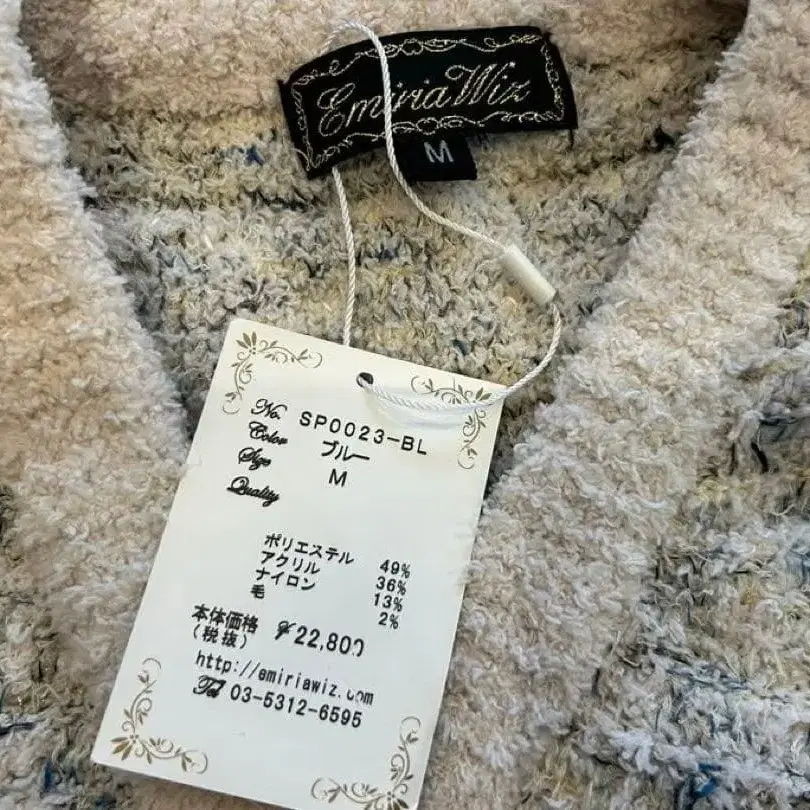 Emiria Wiz
M
No. SP0023-BL
Color ブルー
Size M
Quality
ポリエステル 49%
アクリル 36%
ナイロン 13%
毛 2%
本体価格 ¥22,800
(税抜)
http://emiriawiz.com
Tel 03-5312-6595